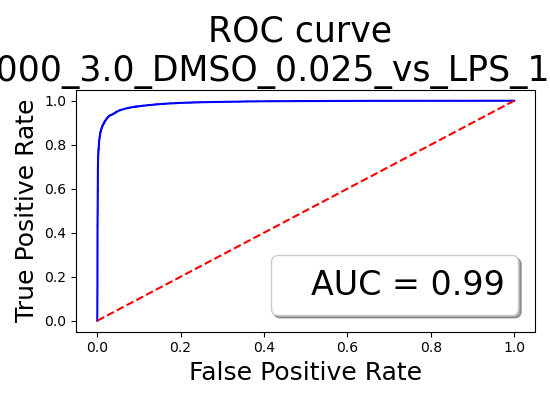 ROC curve
000_3.0_DMSO_0.025_vs_LPS_1
1.0
0.8
0.6
0.4
0.2
0.0
True Positive Rate
AUC = 0.99
0.0 0.2 0.4 0.6 0.8 1.0
False Positive Rate